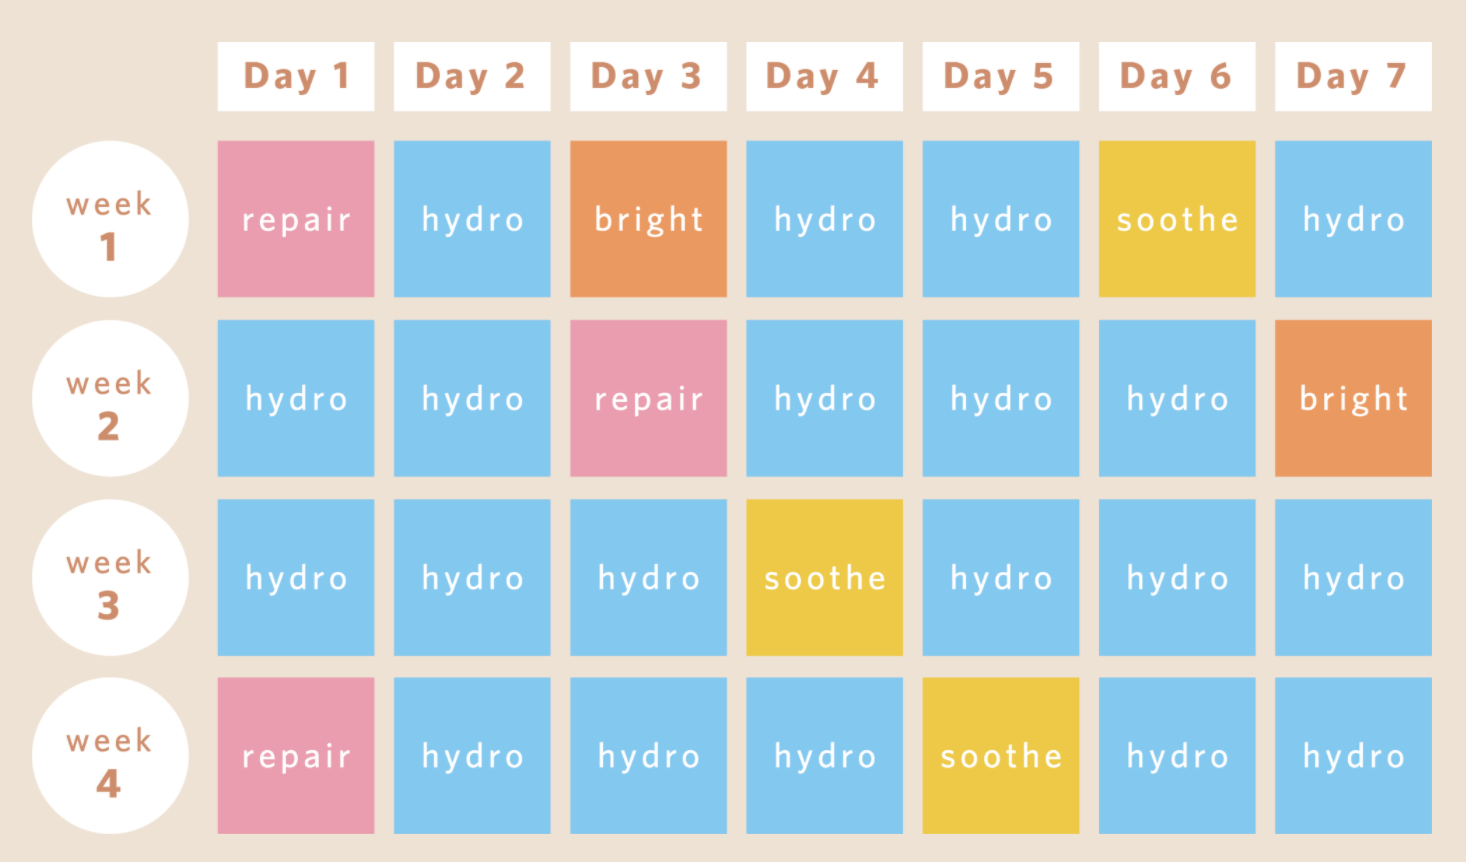 Day 1 Day 2 Day 3 Day 4 Day 5 Day 6 Day 7
week
1
repair hydro bright hydro hydro soothe hydro
week
2
hydro hydro repair hydro hydro hydro bright
week
3
hydro hydro hydro soothe hydro hydro hydro
week
4
repair hydro hydro hydro soothe hydro hydro